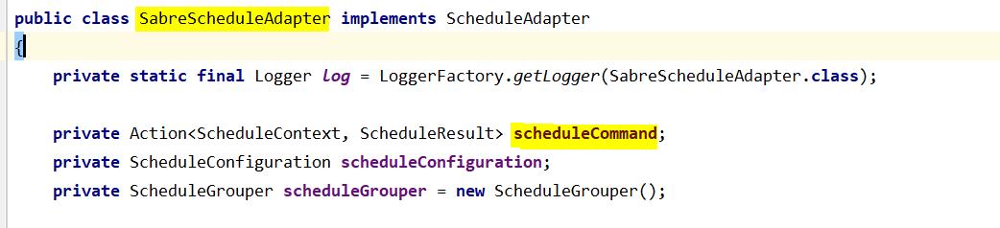 public class SabreScheduleAdapter implements ScheduleAdapter
{
private static final Logger log = LoggerFactory.getLogger(SabreScheduleAdapter.class);
private Action<ScheduleContext, ScheduleResult> scheduleCommand;
private ScheduleConfiguration scheduleConfiguration;
private ScheduleGrouper scheduleGrouper = new ScheduleGrouper();